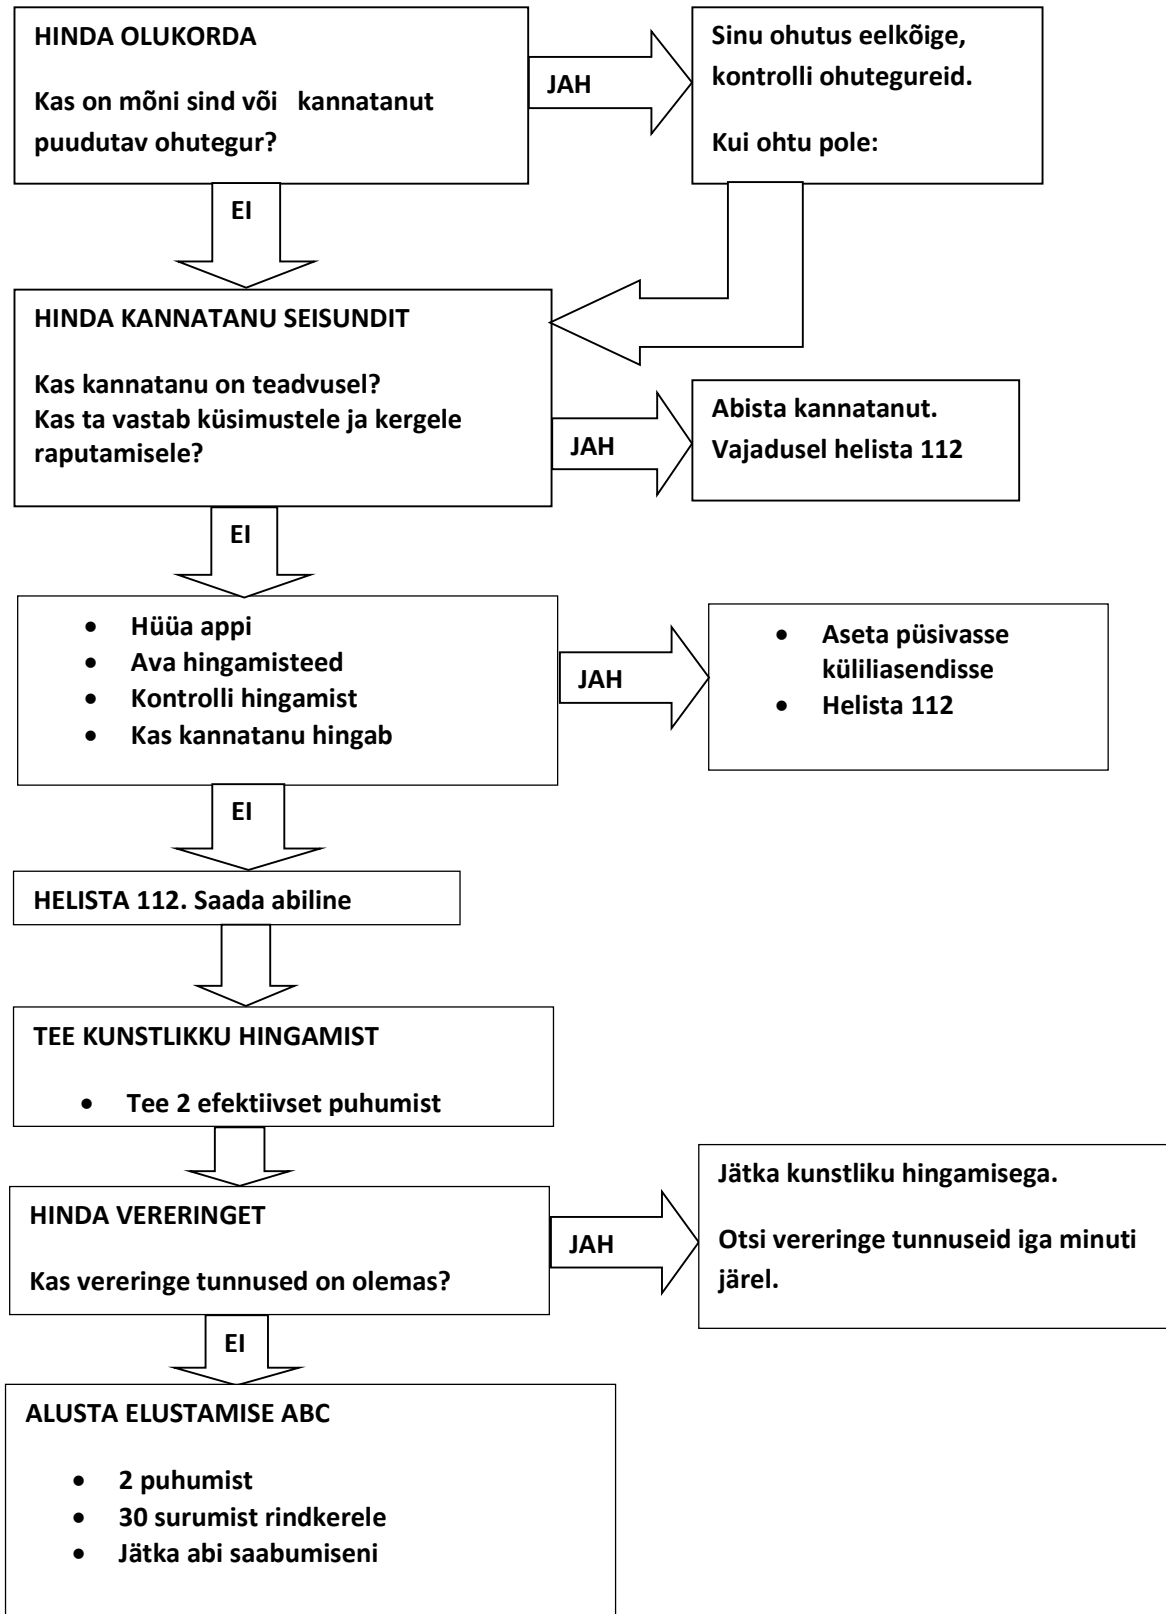 HINDA OLUKORDA
Kas on mõni sind või kannatanut
puudutav ohutegur?
JAH
Sinu ohutus eelkõige,
kontrolli ohutegureid.
Kui ohtu pole:
EI
HINDA KANNATANU SEISUNDIT
Kas kannatanu on teadvusel?
Kas ta vastab küsimustele ja kergele
raputamisele?
JAH
Abista kannatanut.
Vajadusel helista 112
EI
• Hüüa appi
• Ava hingamisteed
• Kontrolli hingamist
• Kas kannatanu hingab
JAH
• Aseta püsivasse
küliliasendisse
• Helista 112
EI
HELISTA 112. Saada abiline
TEE KUNSTLIKKU HINGAMIST
• Tee 2 efektiivset puhumist
HINDA VERERINGET
Kas vereringe tunnused on olemas?
JAH
Jätka kunstliku hingamisega.
Otsi vereringe tunnuseid iga minuti
järel.
EI
ALUSTA ELUSTAMISE ABC
• 2 puhumist
• 30 surumist rindkerele
• Jätka abi saabumiseni